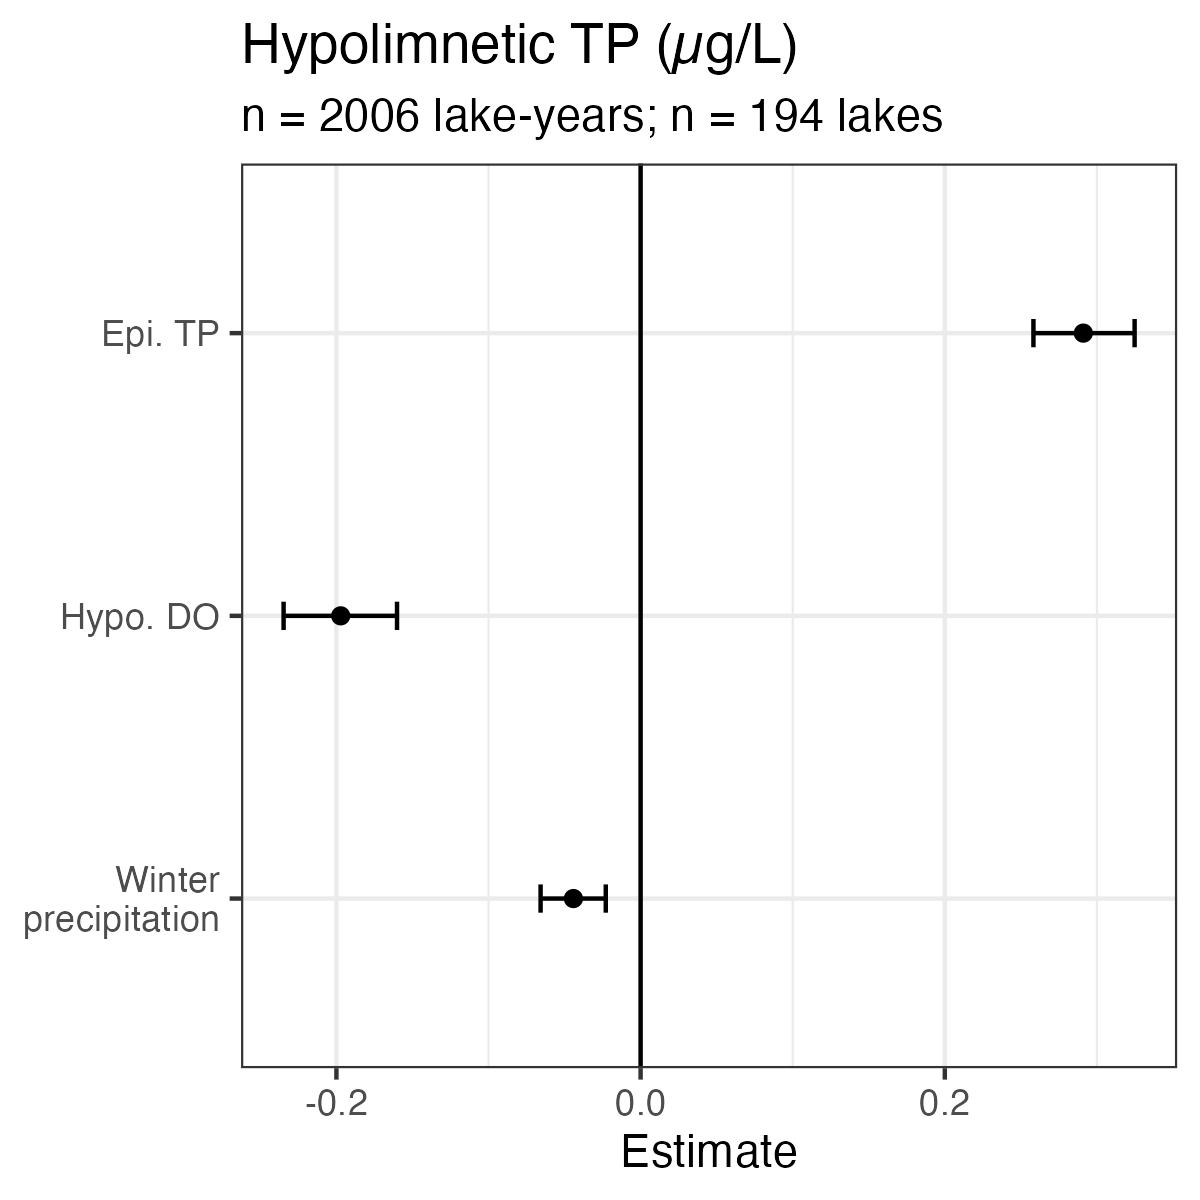 Hypolimnetic TP (µg/L)
n = 2006 lake-years; n = 194 lakes
Epi. TP
Hypo. DO
Winter
precipitation
-0.2
0.0
0.2
Estimate